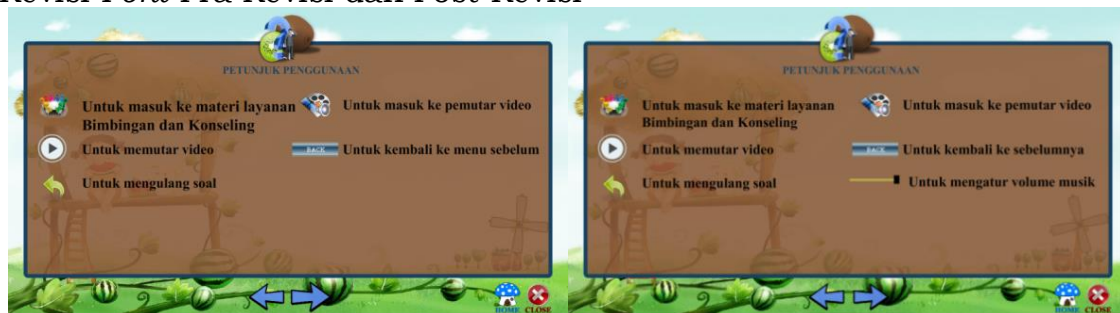 Revisi Font Pra Revisi dan Post Revisi
PETUNJUK PENGGUNAAN
Untuk masuk ke materi layanan
Bimbingan dan Konseling
Untuk masuk ke pemutar video
Untuk memutar video
BACK
Untuk kembali ke menu sebelum
Untuk mengulang soal
HOME CLOSE
PETUNJUK PENGGUNAAN
Untuk masuk ke materi layanan
Bimbingan dan Konseling
Untuk masuk ke pemutar video
Untuk memutar video
BACK
Untuk kembali ke sebelumnya
Untuk mengulang soal
Untuk mengatur volume musik
HOME CLOSE